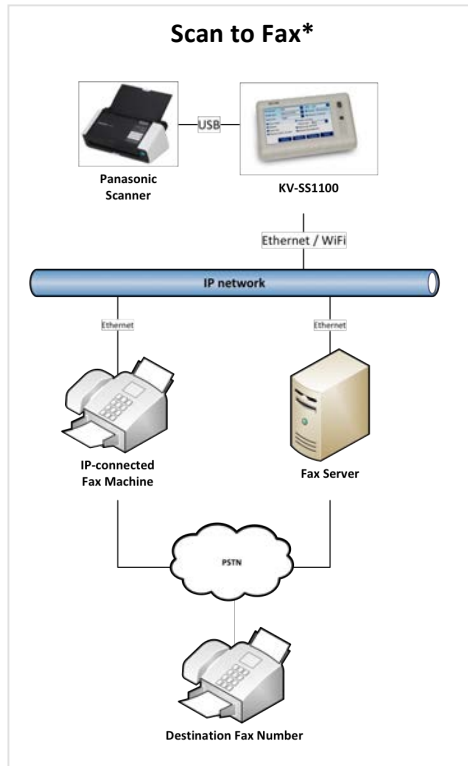 Scan to Fax*
USB
Panasonic
Scanner
KV-SS1100
Ethernet / WiFi
IP network
Ethernet
Ethernet
IP-connected
Fax Machine
Fax Server
PSTN
Destination Fax Number